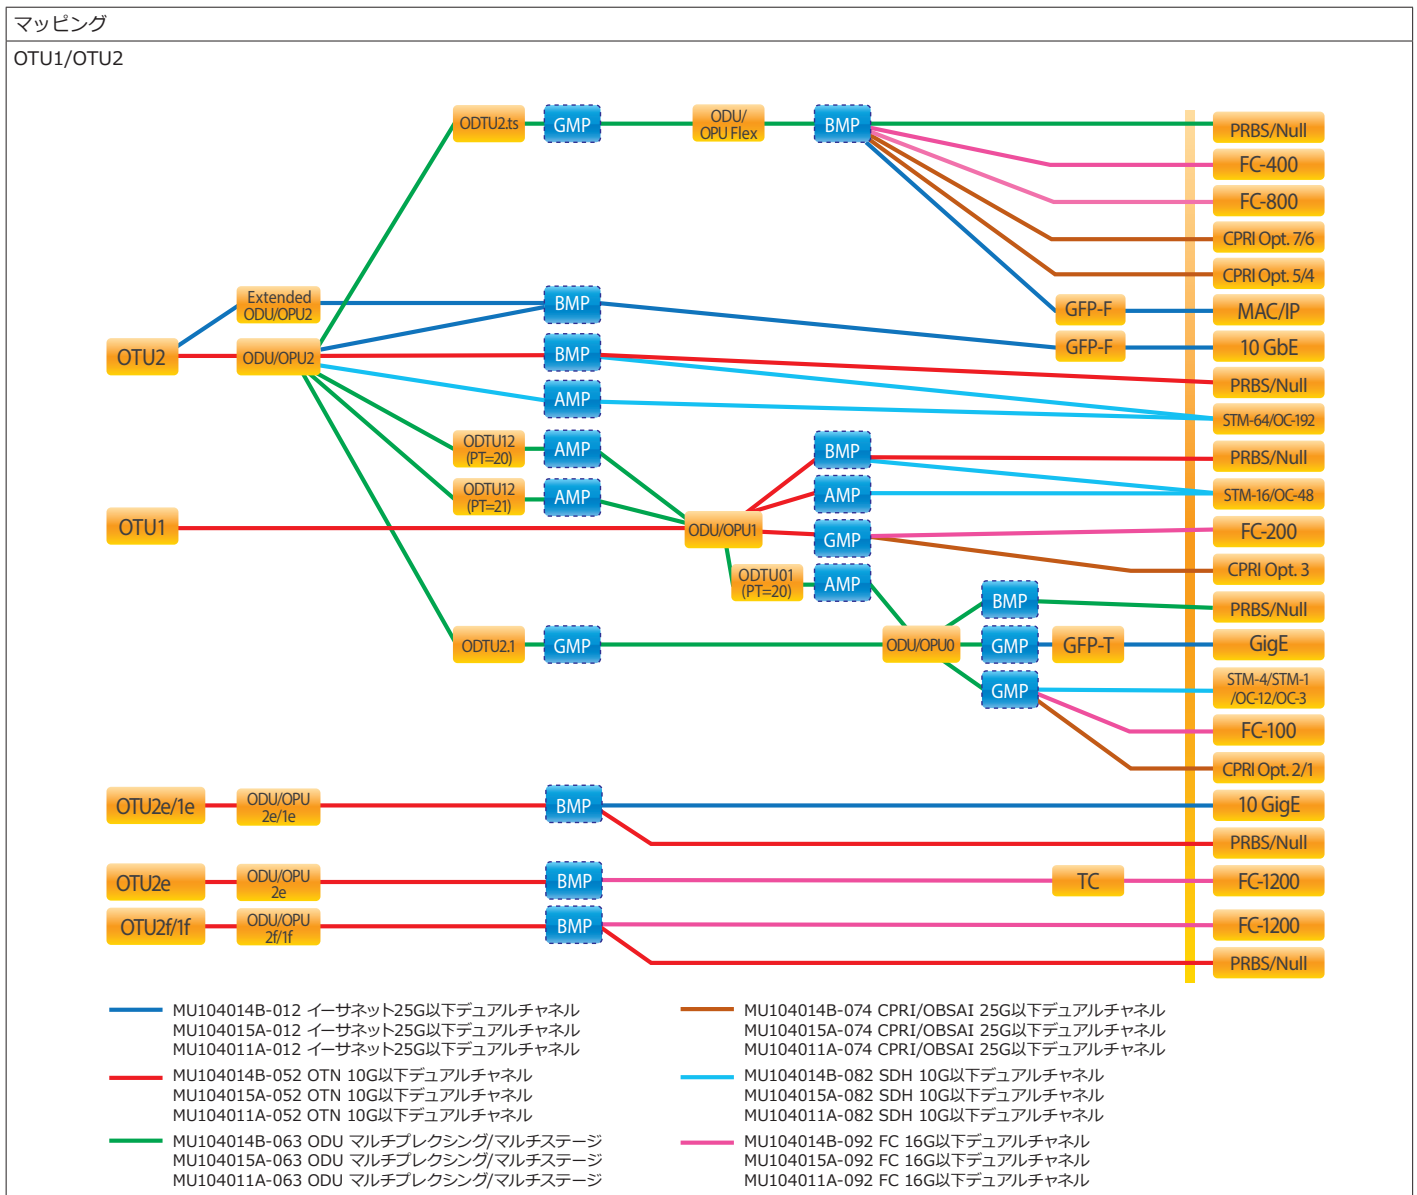 マッピング
OTU1/OTU2
ODTU2.ts
GMP
ODU/
OPU Flex
BMP
PRBS/Null
FC-400
FC-800
CPRI Opt. 7/6
CPRI Opt. 5/4
Extended
ODU/OPU2
BMP
GFP-F
MAC/IP
OTU2
ODU/OPU2
BMP
GFP-F
10 GbE
PRBS/Null
AMP
STM-64/OC-192
ODTU12
(PT=20)
AMP
BMP
PRBS/Null
ODTU12
(PT=21)
AMP
AMP
STM-16/OC-48
OTU1
ODU/OPU1
GMP
FC-200
CPRI Opt. 3
ODTU01
(PT=20)
AMP
BMP
PRBS/Null
ODTU2.1
GMP
ODU/OPU0
GMP
GFP-T
GigE
GMP
STM-4/STM-1
/OC-12/OC-3
FC-100
CPRI Opt. 2/1
OTU2e/1e
ODU/OPU
2e/1e
BMP
10 GigE
PRBS/Null
OTU2e
ODU/OPU
2e
BMP
TC
FC-1200
OTU2f/1f
ODU/OPU
2f/1f
BMP
FC-1200
PRBS/Null
MU104014B-012 イーサネット25G以下デュアルチャネル
MU104015A-012 イーサネット25G以下デュアルチャネル
MU104011A-012 イーサネット25G以下デュアルチャネル
MU104014B-052 OTN 10G以下デュアルチャネル
MU104015A-052 OTN 10G以下デュアルチャネル
MU104011A-052 OTN 10G以下デュアルチャネル
MU104014B-063 ODU マルチプレクシング/マルチステージ
MU104015A-063 ODU マルチプレクシング/マルチステージ
MU104011A-063 ODU マルチプレクシング/マルチステージ
MU104014B-074 CPRI/OBSAI 25G以下デュアルチャネル
MU104015A-074 CPRI/OBSAI 25G以下デュアルチャネル
MU104011A-074 CPRI/OBSAI 25G以下デュアルチャネル
MU104014B-082 SDH 10G以下デュアルチャネル
MU104015A-082 SDH 10G以下デュアルチャネル
MU104011A-082 SDH 10G以下デュアルチャネル
MU104014B-092 FC 16G以下デュアルチャネル
MU104015A-092 FC 16G以下デュアルチャネル
MU104011A-092 FC 16G以下デュアルチャネル